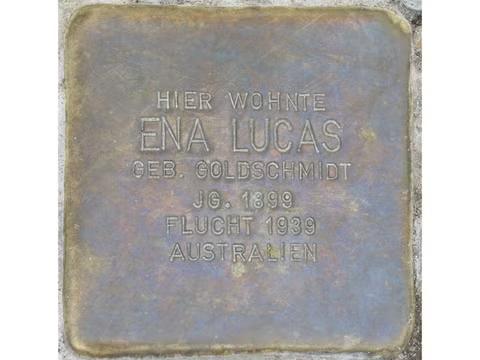 HIER WOHNTE
ENA LUCAS
GEB. GOLDSCHMIDT
JG. 1899
FLUCHT 1939
AUSTRALIEN